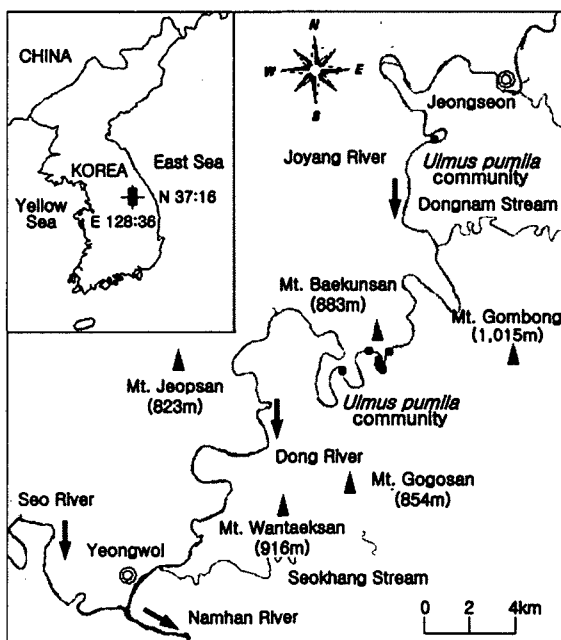 CHINA
KOREA
East Sea
Yellow
Sea
N 37:16
E 128:36
N
W
E
S
Jeongseon
Joyang River
Ulmus pumila
community
Dongnam Stream
Mt. Baekunsan
(883m)
Mt. Gombong
(1,015m)
Mt. Jeopsan
(823m)
Ulmus pumila
community
Dong River
Mt. Gogosan
(854m)
Seo River
Mt. Wantaeksan
(916m)
Yeongwol
Seokhang Stream
Namhan River
0 2 4km